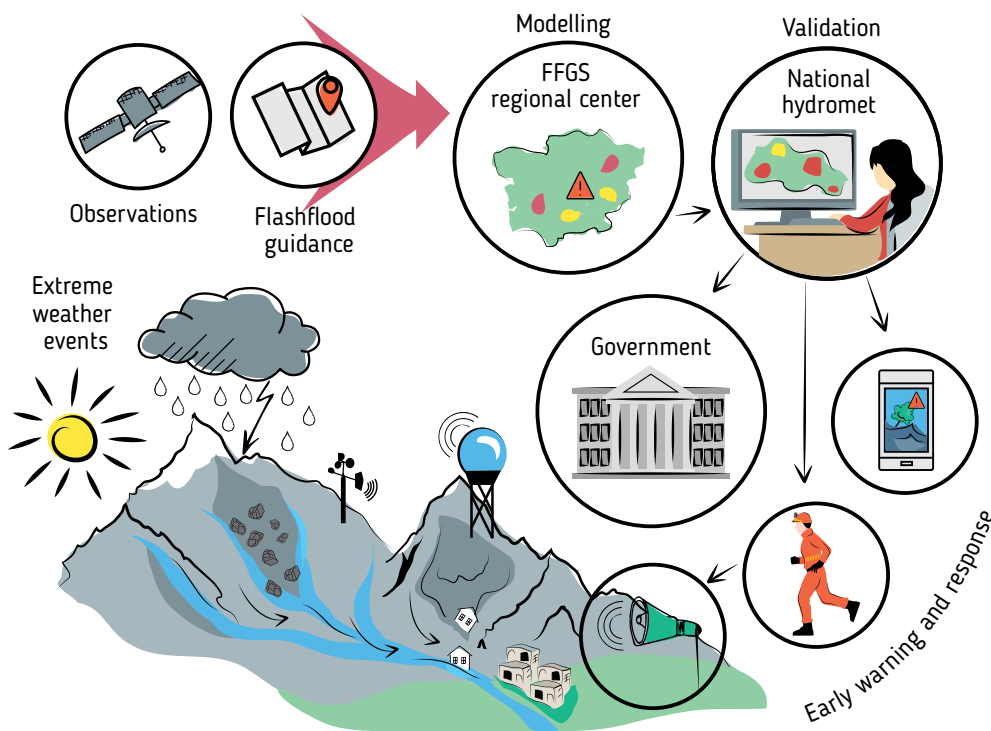 Modelling
Validation
FFGS
regional center
National
hydromet
Observations
Flashflood
guidance
Extreme
weather
events
Government
Early warning and response